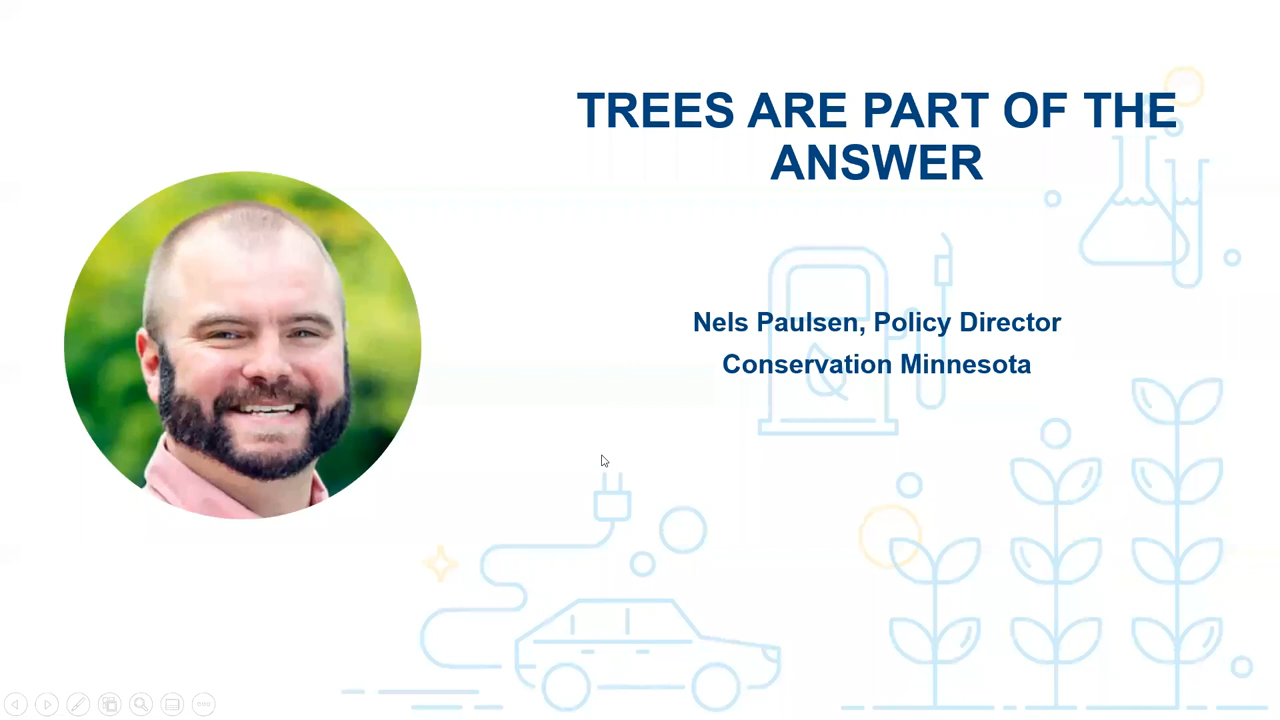 TREES ARE PART OF THE
ANSWER
Nels Paulsen, Policy Director
Conservation Minnesota